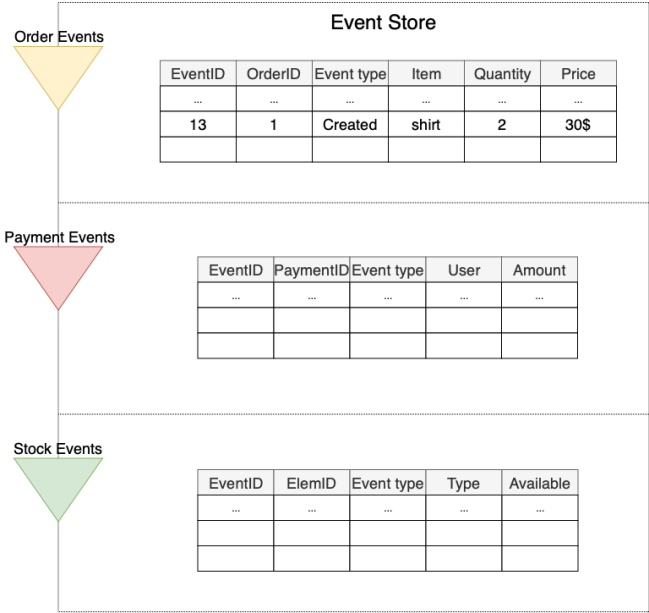 Event Store
Order Events
EventID OrderID Event type Item Quantity Price
... ... ... ... ... ...
13 1 Created shirt 2 30$
Payment Events
EventID PaymentID Event type User Amount
... ... ... ... ...
Stock Events
EventID ElemID Event type Type Available
... ... ... ... ...